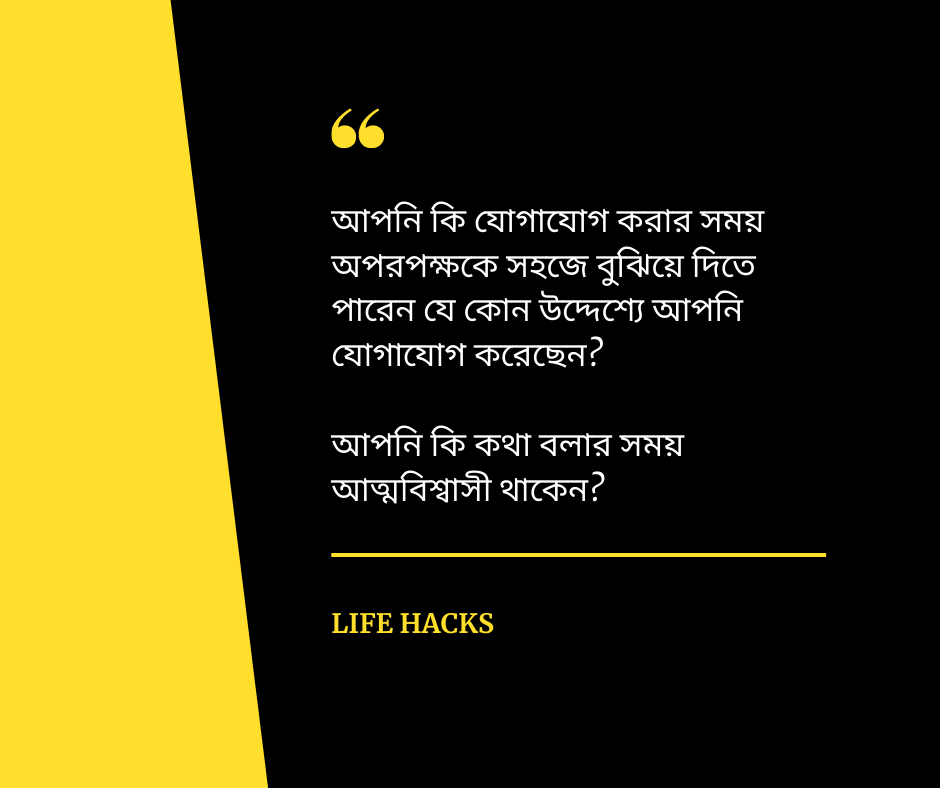 “
আপনি কি যোগাযোগ করার সময়
অপরপক্ষকে সহজে বুঝিয়ে দিতে
পারেন যে কোন উদ্দেশ্যে আপনি
যোগাযোগ করেছেন?
আপনি কি কথা বলার সময়
আত্মবিশ্বাসী থাকেন?
LIFE HACKS